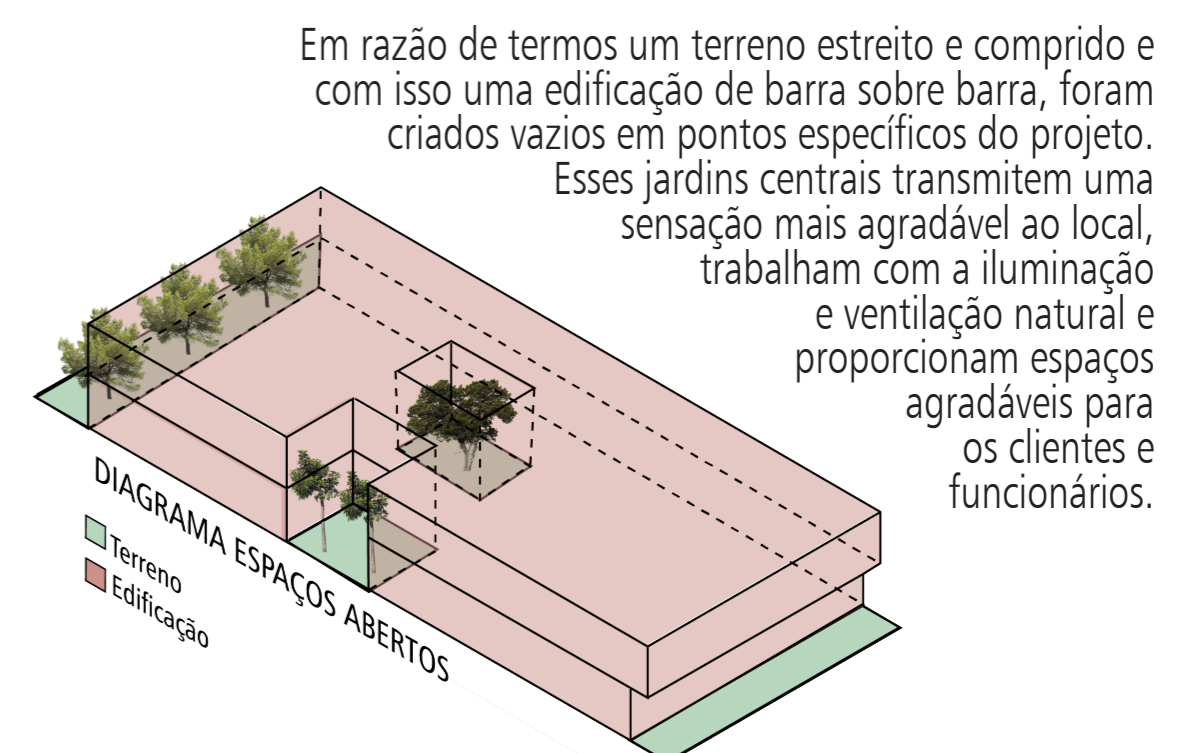 Em razão de termos um terreno estreito e comprido e
com isso uma edificação de barra sobre barra, foram
criados vazios em pontos específicos do projeto.
Esses jardins centrais transmitem uma
sensação mais agradável ao local,
trabalham com a iluminação
e ventilação natural e
proporcionam espaços
agradáveis para
os clientes e
funcionários.
DIAGRAMA ESPAÇOS ABERTOS
Terreno
Edificação